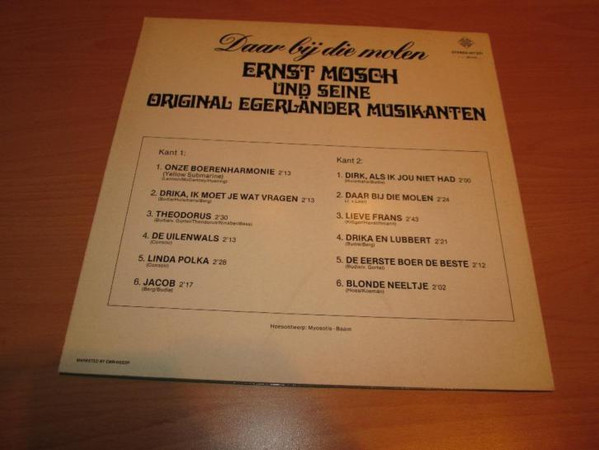 Daar bij die molen
ERNST MOSCH
UND SEINE
ORIGINAL EGERLÄNDER MUSIKANTEN
Kant 1:
1. ONZE BOERENHARMONIE 2'13
(Yellow Submarine)
2. DRIKA, IK MOET JE WAT VRAGEN 2'13
3. THEODORUS 2'30
4. DE UILENWALS 2'13
5. LINDA POLKA 2'28
6. JACOB 2'17
Kant 2:
1. DIRK, ALS IK JOU NIET HAD 2'00
2. DAAR BIJ DIE MOLEN 2'24
3. LIEVE FRANS 2'43
4. DRIKA EN LUBBERT 2'21
5. DE EERSTE BOER DE BESTE 2'12
6. BLONDE NEELTJE 2'02